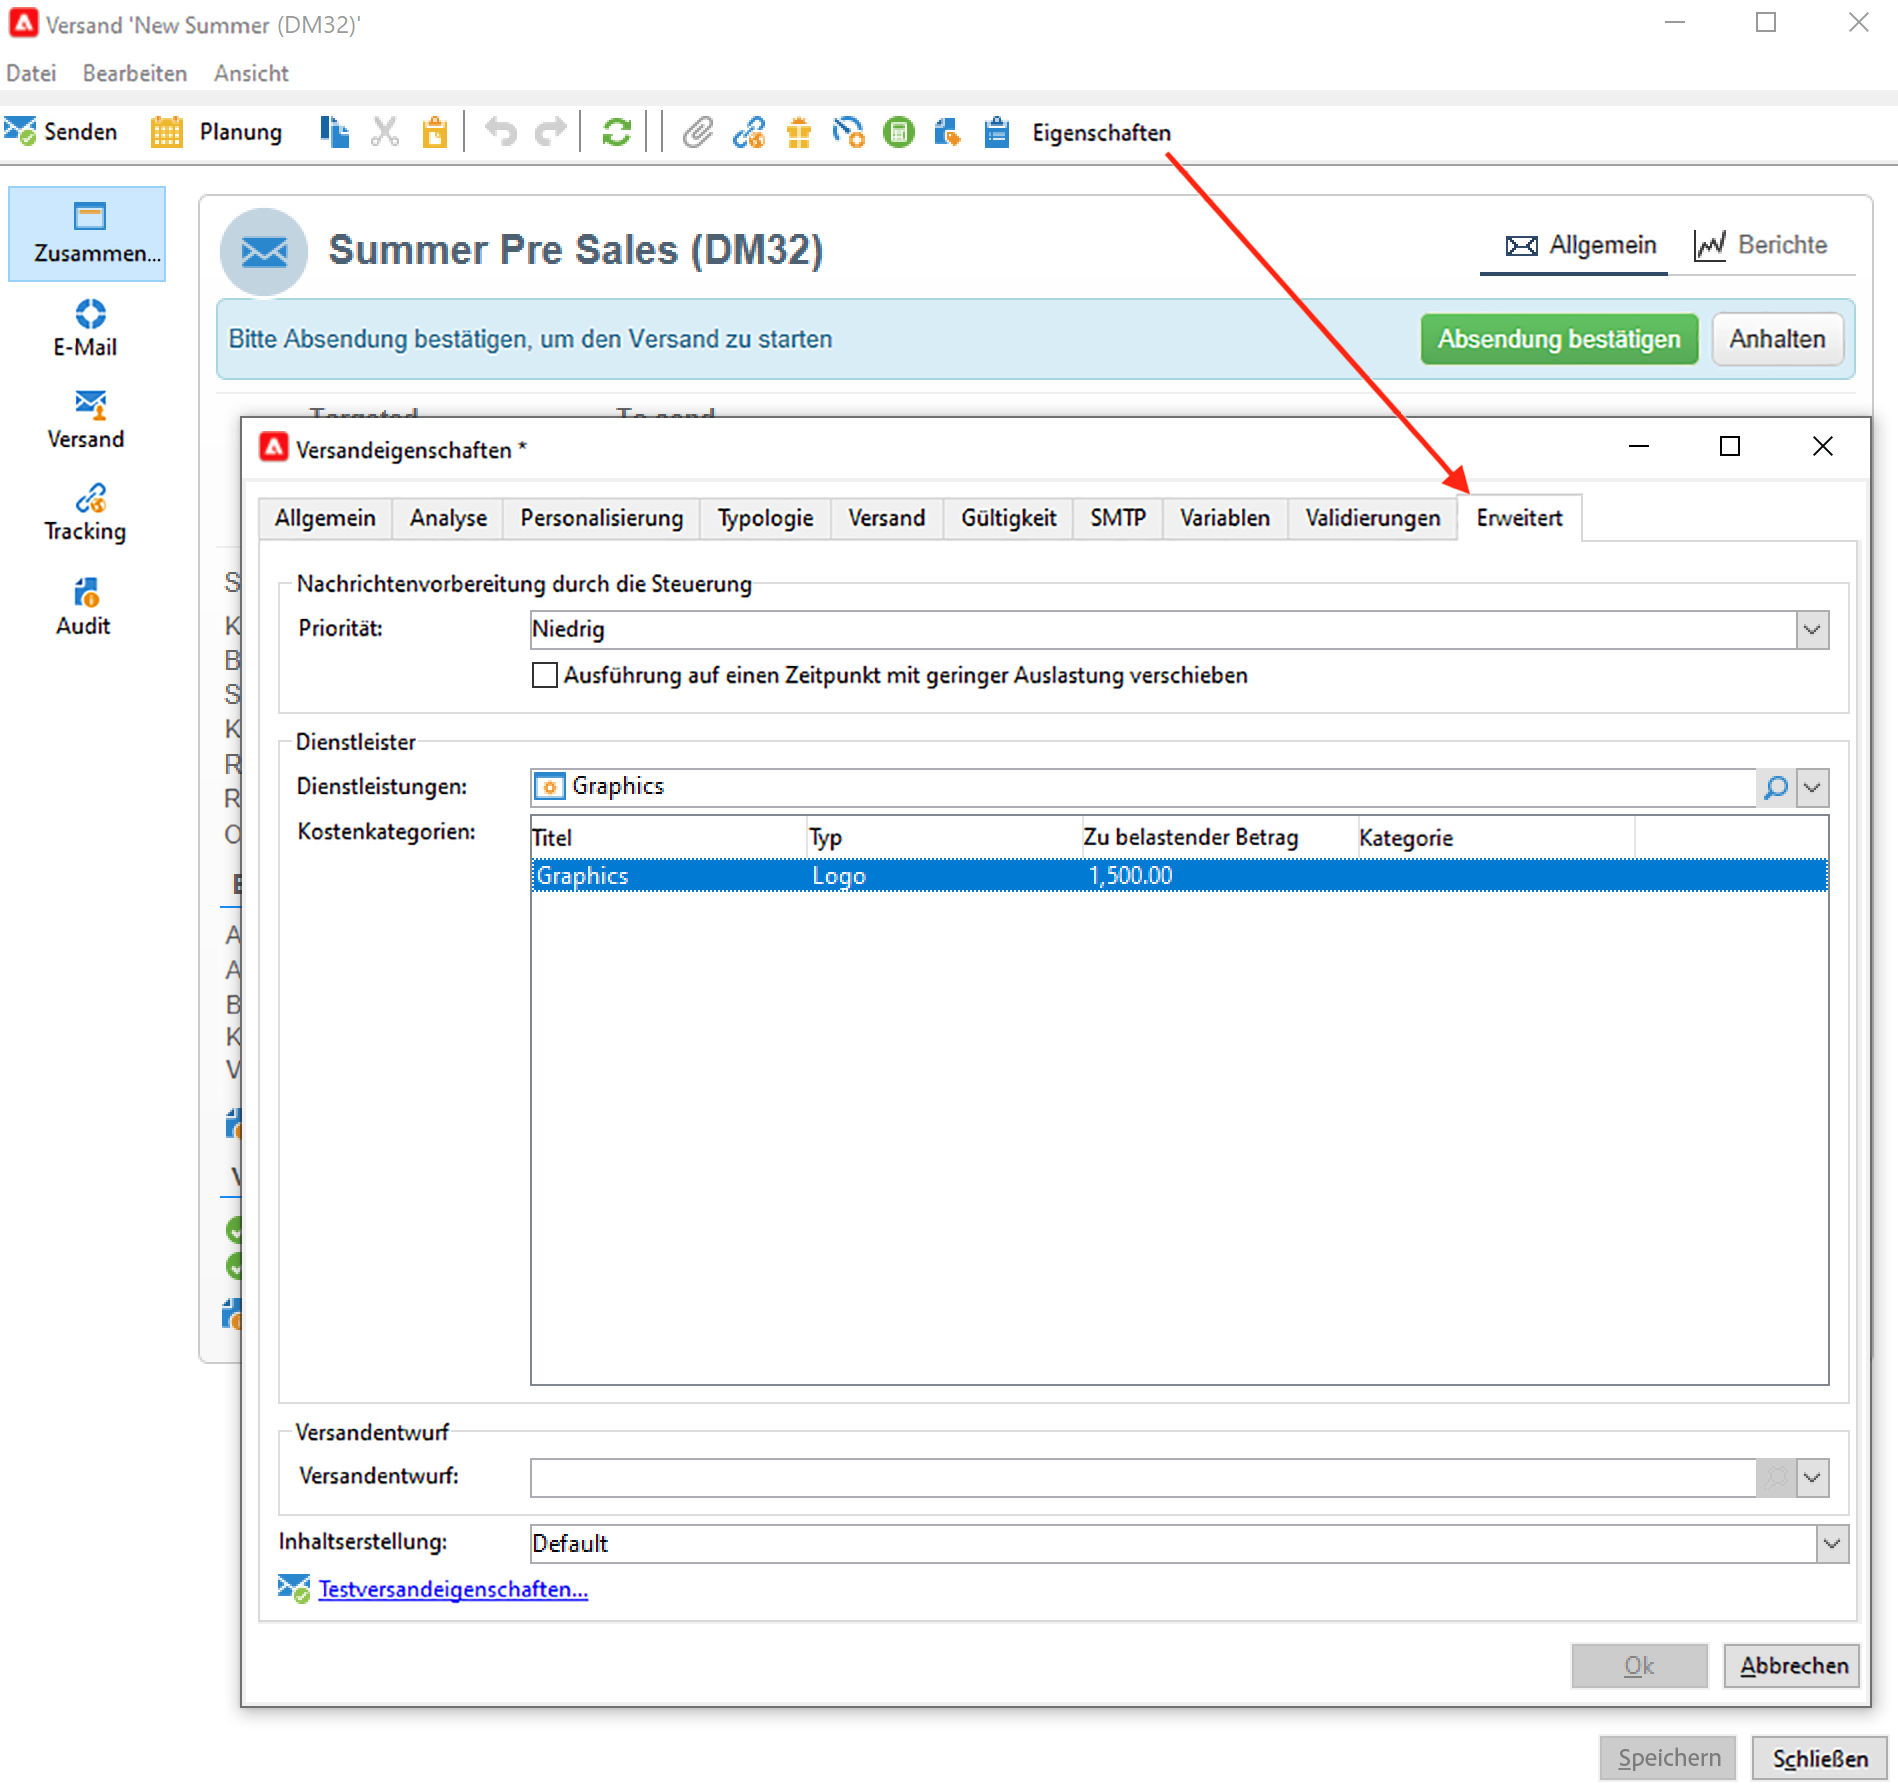 Versand 'New Summer (DM32)'
Datei Bearbeiten Ansicht
Senden Planung Eigenschaften
Zusammen...
E-Mail
Versand
Tracking
Audit
Summer Pre Sales (DM32)
Allgemein Berichte
Bitte Absendung bestätigen, um den Versand zu starten
Absendung bestätigen Anhalten
Targeted To send
Versandeigenschaften *
Allgemein Analyse Personalisierung Typologie Versand Gültigkeit SMTP Variablen Validierungen Erweitert
Nachrichtenvorbereitung durch die Steuerung
Priorität: Niedrig
Ausführung auf einen Zeitpunkt mit geringer Auslastung verschieben
Dienstleister
Dienstleistungen: Graphics
Kostenkategorien:
Titel Typ Zu belastender Betrag Kategorie
Graphics Logo 1,500.00
Versandentwurf
Versandentwurf:
Inhaltserstellung: Default
Testversandeigenschaften...
Ok Abbrechen
Speichern Schließen